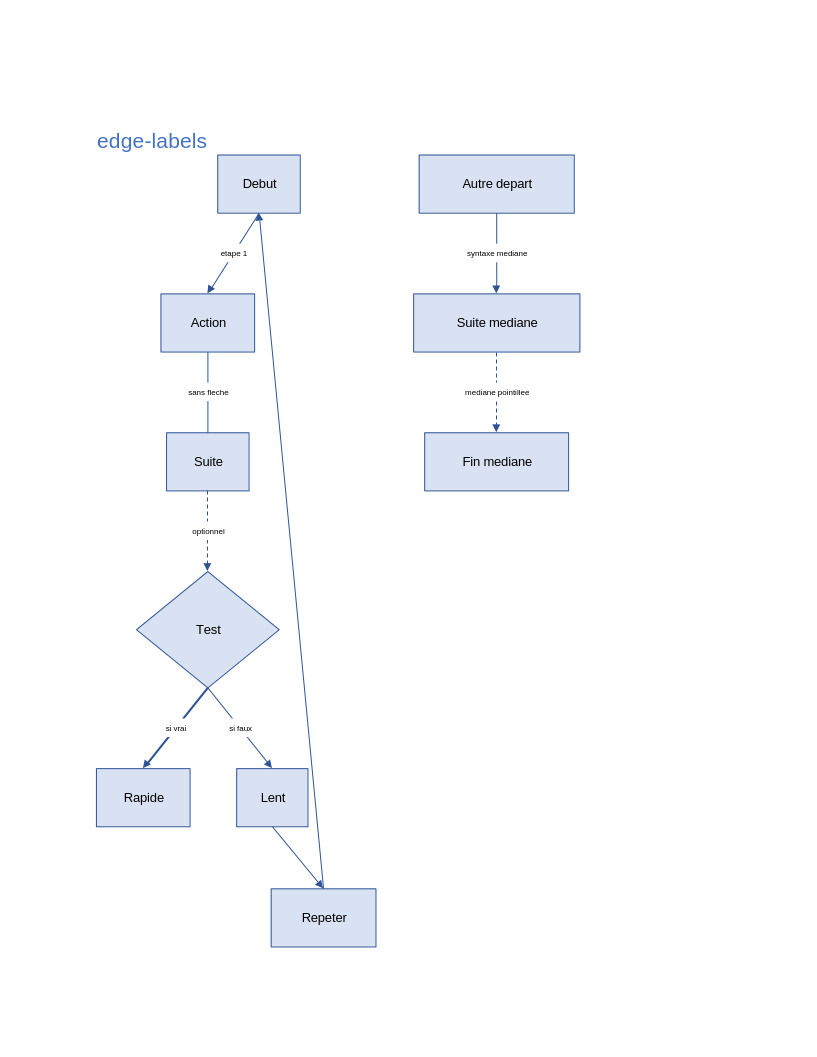 edge-labels
Debut
Autre depart
etape 1
syntaxe mediane
Action
Suite mediane
sans fleche
mediane pointillee
Suite
Fin mediane
optionnel
Test
si vrai
si faux
Rapide
Lent
Repeter